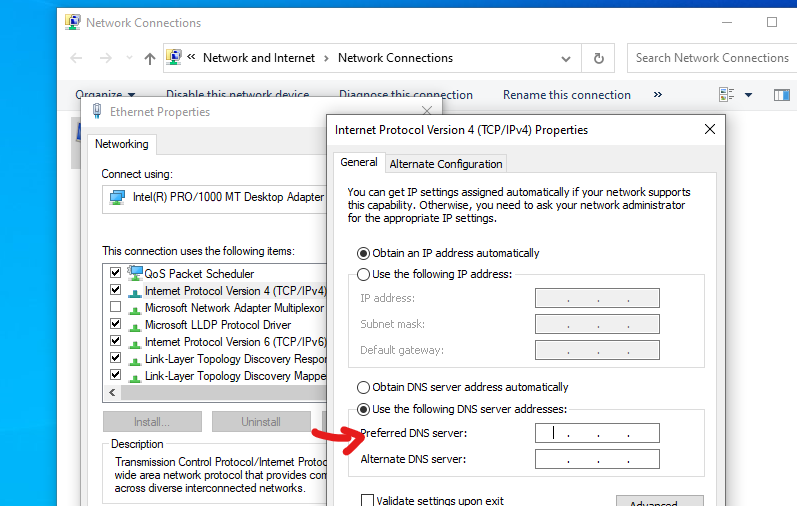 Network Connections
Network and Internet > Network Connections
Search Network Connections
Organize
Disable this network device
Diagnose this connection
Rename this connection
Ethernet Properties
Networking
Connect using:
Intel(R) PRO/1000 MT Desktop Adapter
This connection uses the following items:
QoS Packet Scheduler
Internet Protocol Version 4 (TCP/IPv4)
Microsoft Network Adapter Multiplexor
Microsoft LLDP Protocol Driver
Internet Protocol Version 6 (TCP/IPv6)
Link-Layer Topology Discovery Respo
Link-Layer Topology Discovery Mappe
Install...
Uninstall
Description
Transmission Control Protocol/Internet Protoc
wide area network protocol that provides com
across diverse interconnected networks.
Internet Protocol Version 4 (TCP/IPv4) Properties
General
Alternate Configuration
You can get IP settings assigned automatically if your network supports
this capability. Otherwise, you need to ask your network administrator
for the appropriate IP settings.
Obtain an IP address automatically
Use the following IP address:
IP address:
Subnet mask:
Default gateway:
Obtain DNS server address automatically
Use the following DNS server addresses:
Preferred DNS server:
Alternate DNS server:
Validate settings upon exit
Advanced...